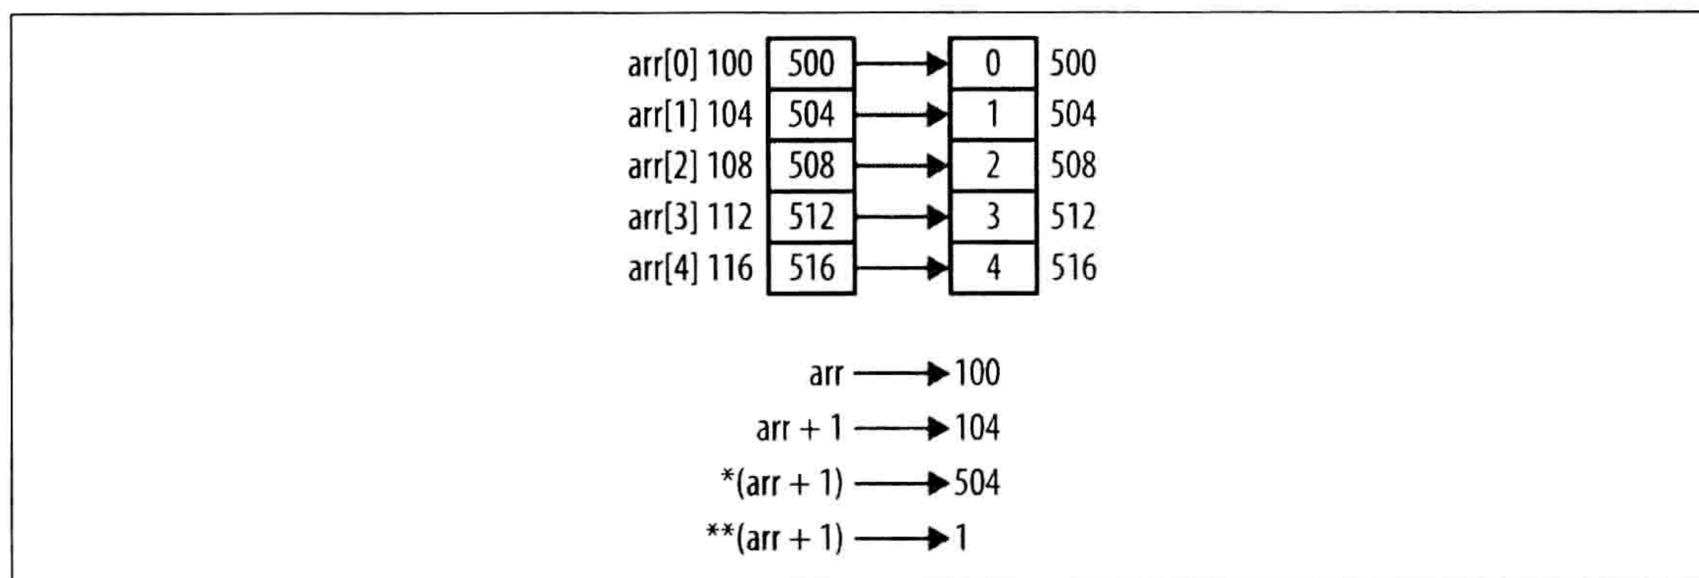 arr[0] 100 500 0 500
arr[1] 104 504 1 504
arr[2] 108 508 2 508
arr[3] 112 512 3 512
arr[4] 116 516 4 516
arr 100
arr + 1 104
*(arr + 1) 504
**(arr + 1) 1